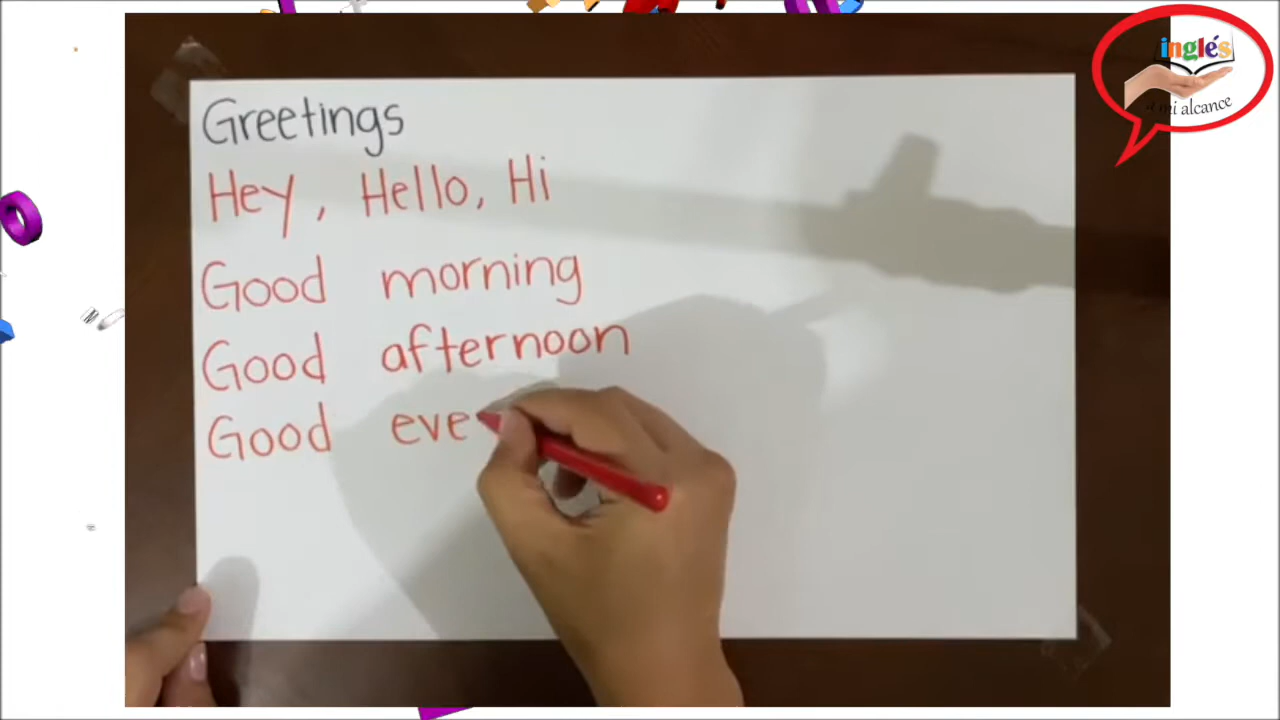 inglés
a mi alcance
Greetings
Hey, Hello, Hi
Good morning
Good afternoon
Good eve